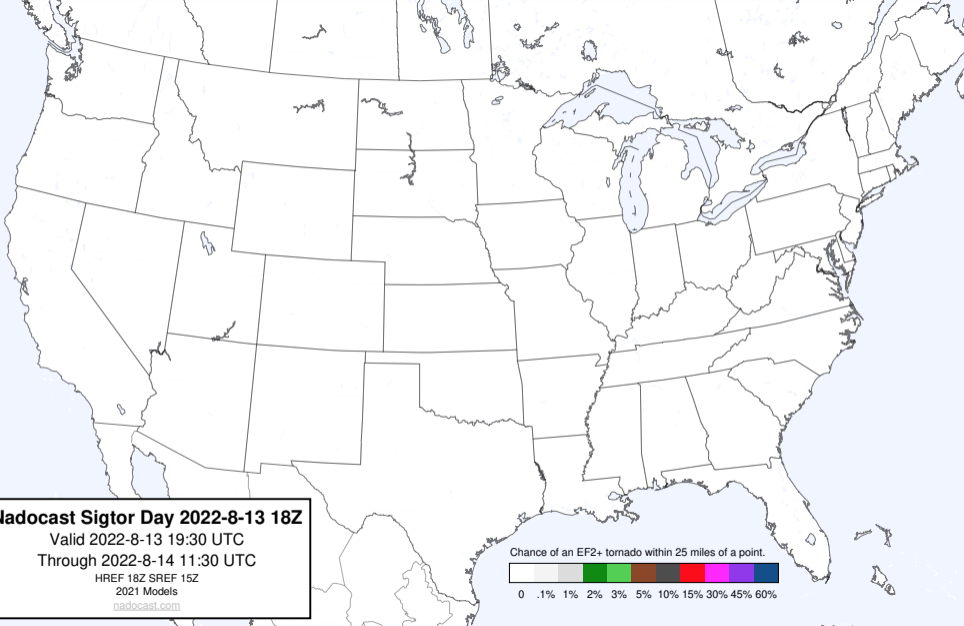 Nadocast Sigtor Day 2022-8-13 18Z
Valid 2022-8-13 19:30 UTC
Through 2022-8-14 11:30 UTC
HREF 18Z SREF 15Z
2021 Models
nadocast.com
Chance of an EF2+ tornado within 25 miles of a point.
0 .1% 1% 2% 3% 5% 10% 15% 30% 45% 60%